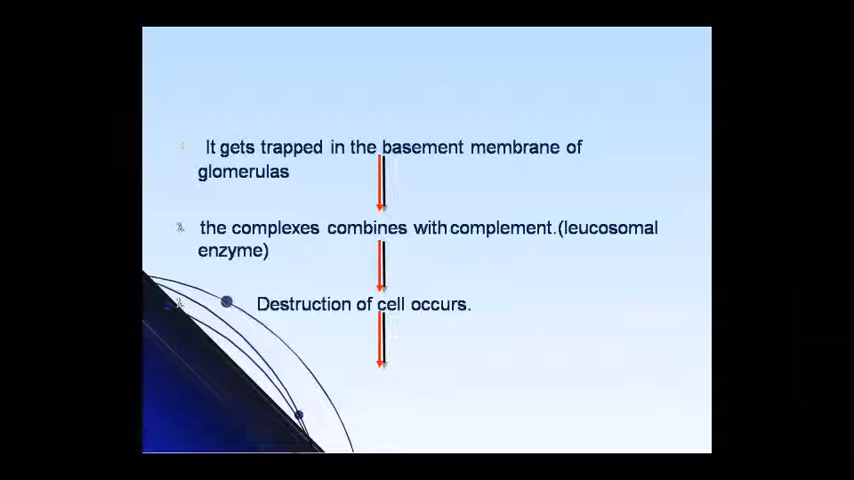 It gets trapped in the basement membrane of
glomerulas
the complexes combines with complement.(leucosomal
enzyme)
Destruction of cell occurs.